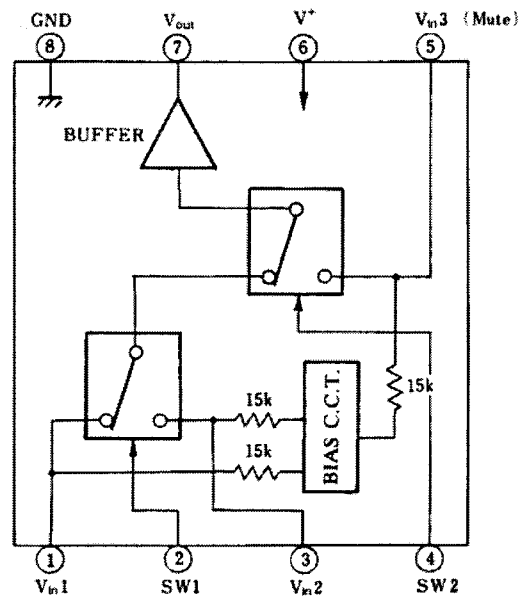 GND Vout V+ Vin3 (Mute)
8 7 6 5
BUFFER
15k
15k
BIAS C.C.T.
15k
1 2 3 4
Vin1 SW1 Vin2 SW2